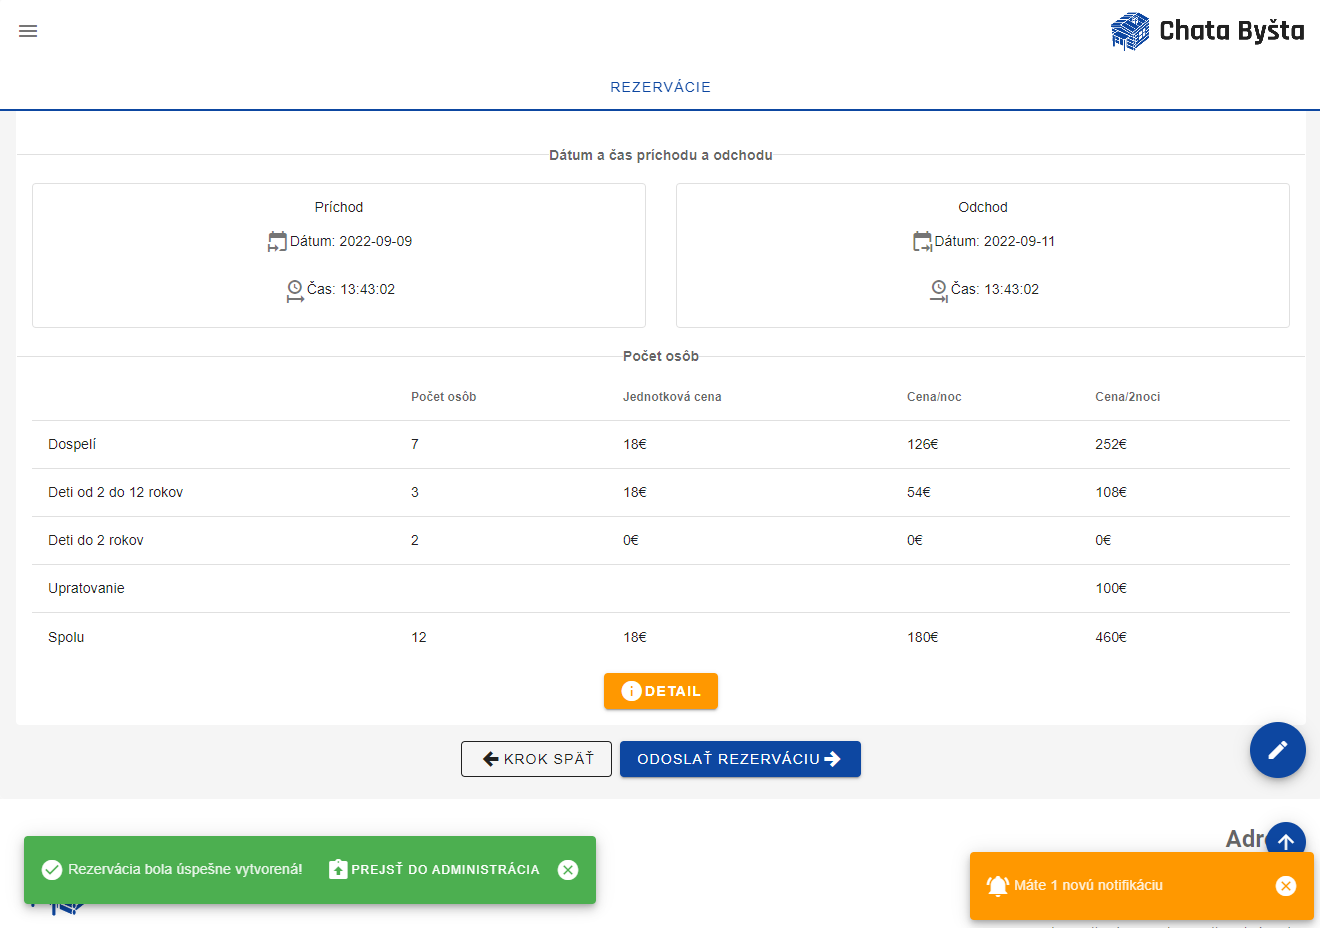 Chata Byšta
REZERVÁCIE
Dátum a čas príchodu a odchodu
Príchod
Dátum: 2022-09-09
Čas: 13:43:02
Odchod
Dátum: 2022-09-11
Čas: 13:43:02
Počet osôb
Počet osôb Jednotková cena Cena/noc Cena/2noci
Dospelí 7 18€ 126€ 252€
Deti od 2 do 12 rokov 3 18€ 54€ 108€
Deti do 2 rokov 2 0€ 0€ 0€
Upratovanie 100€
Spolu 12 18€ 180€ 460€
DETAIL
KROK SPÄŤ
ODOSLAŤ REZERVÁCIU
Rezervácia bola úspešne vytvorená! PREJSŤ DO ADMINISTRÁCIA
Máte 1 novú notifikáciu